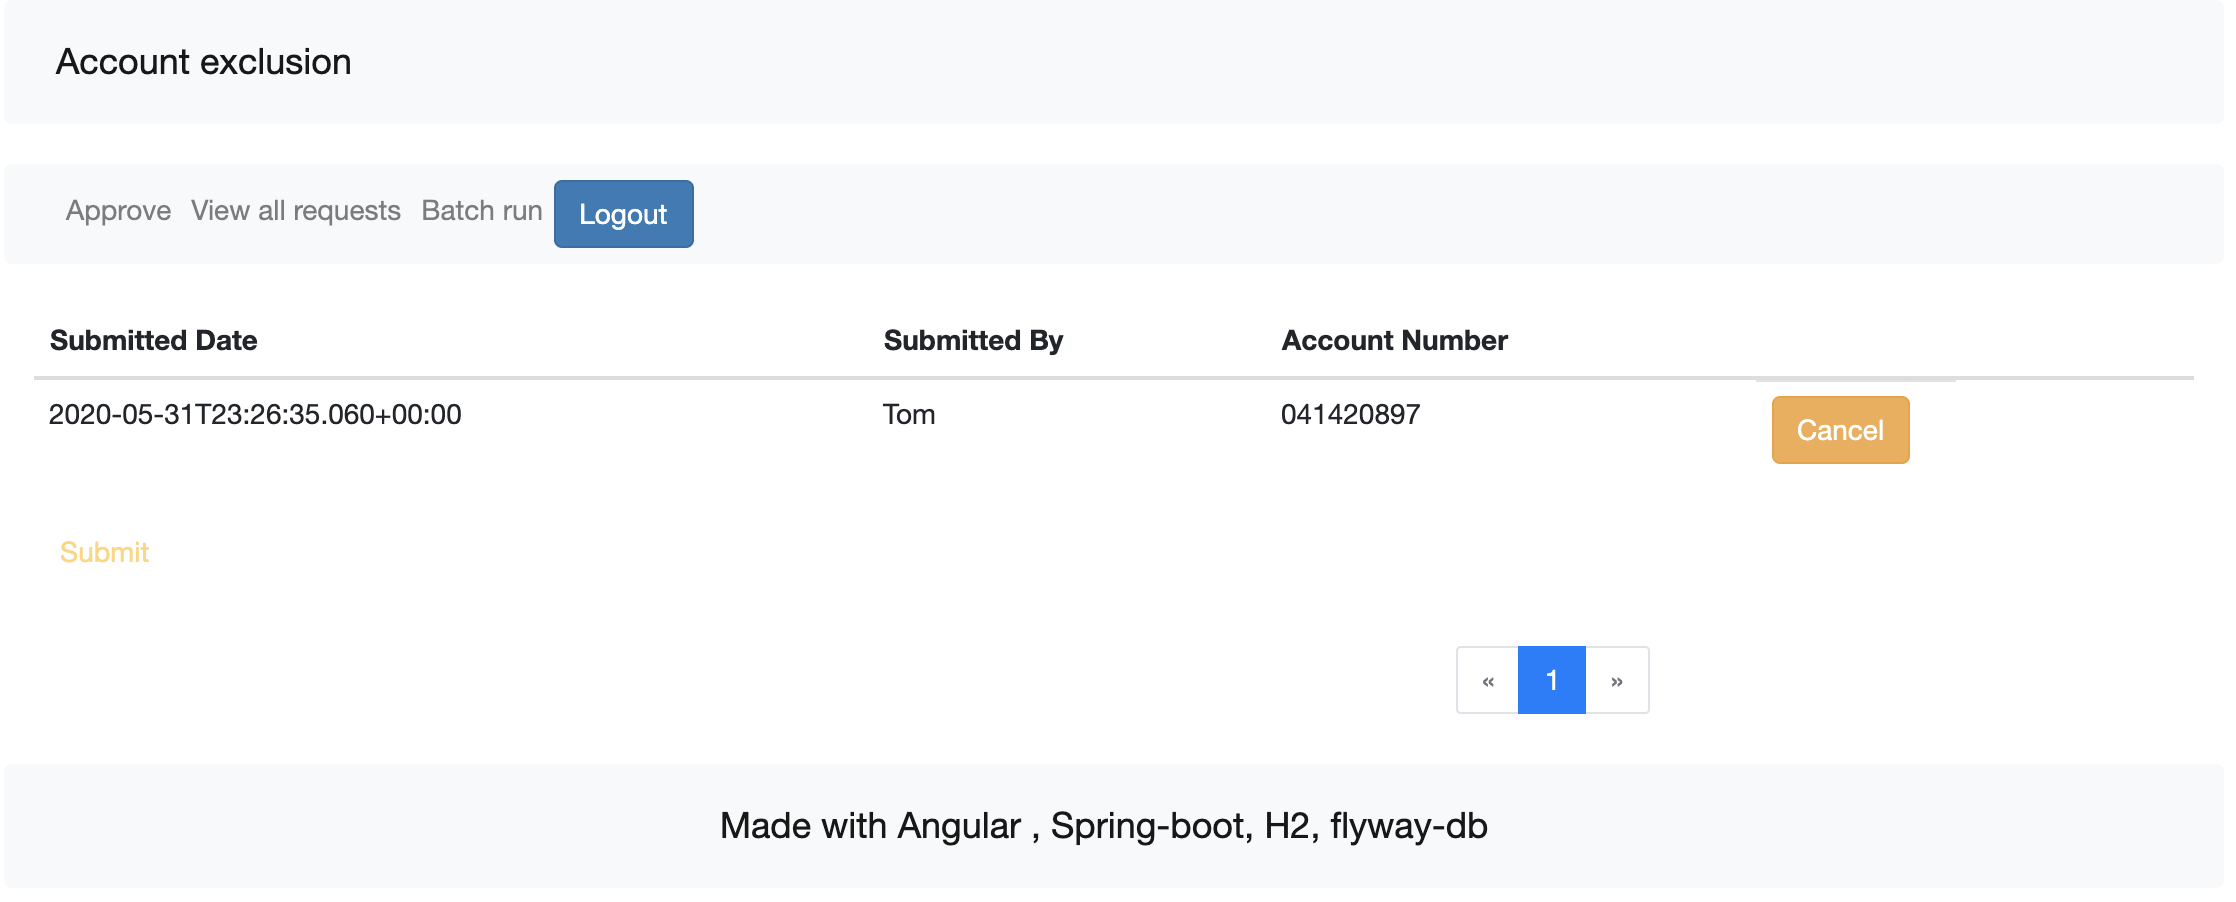 Account exclusion
Approve View all requests Batch run Logout
Submitted Date Submitted By Account Number
2020-05-31T23:26:35.060+00:00 Tom 041420897 Cancel
Submit
« 1 »
Made with Angular , Spring-boot, H2, flyway-db